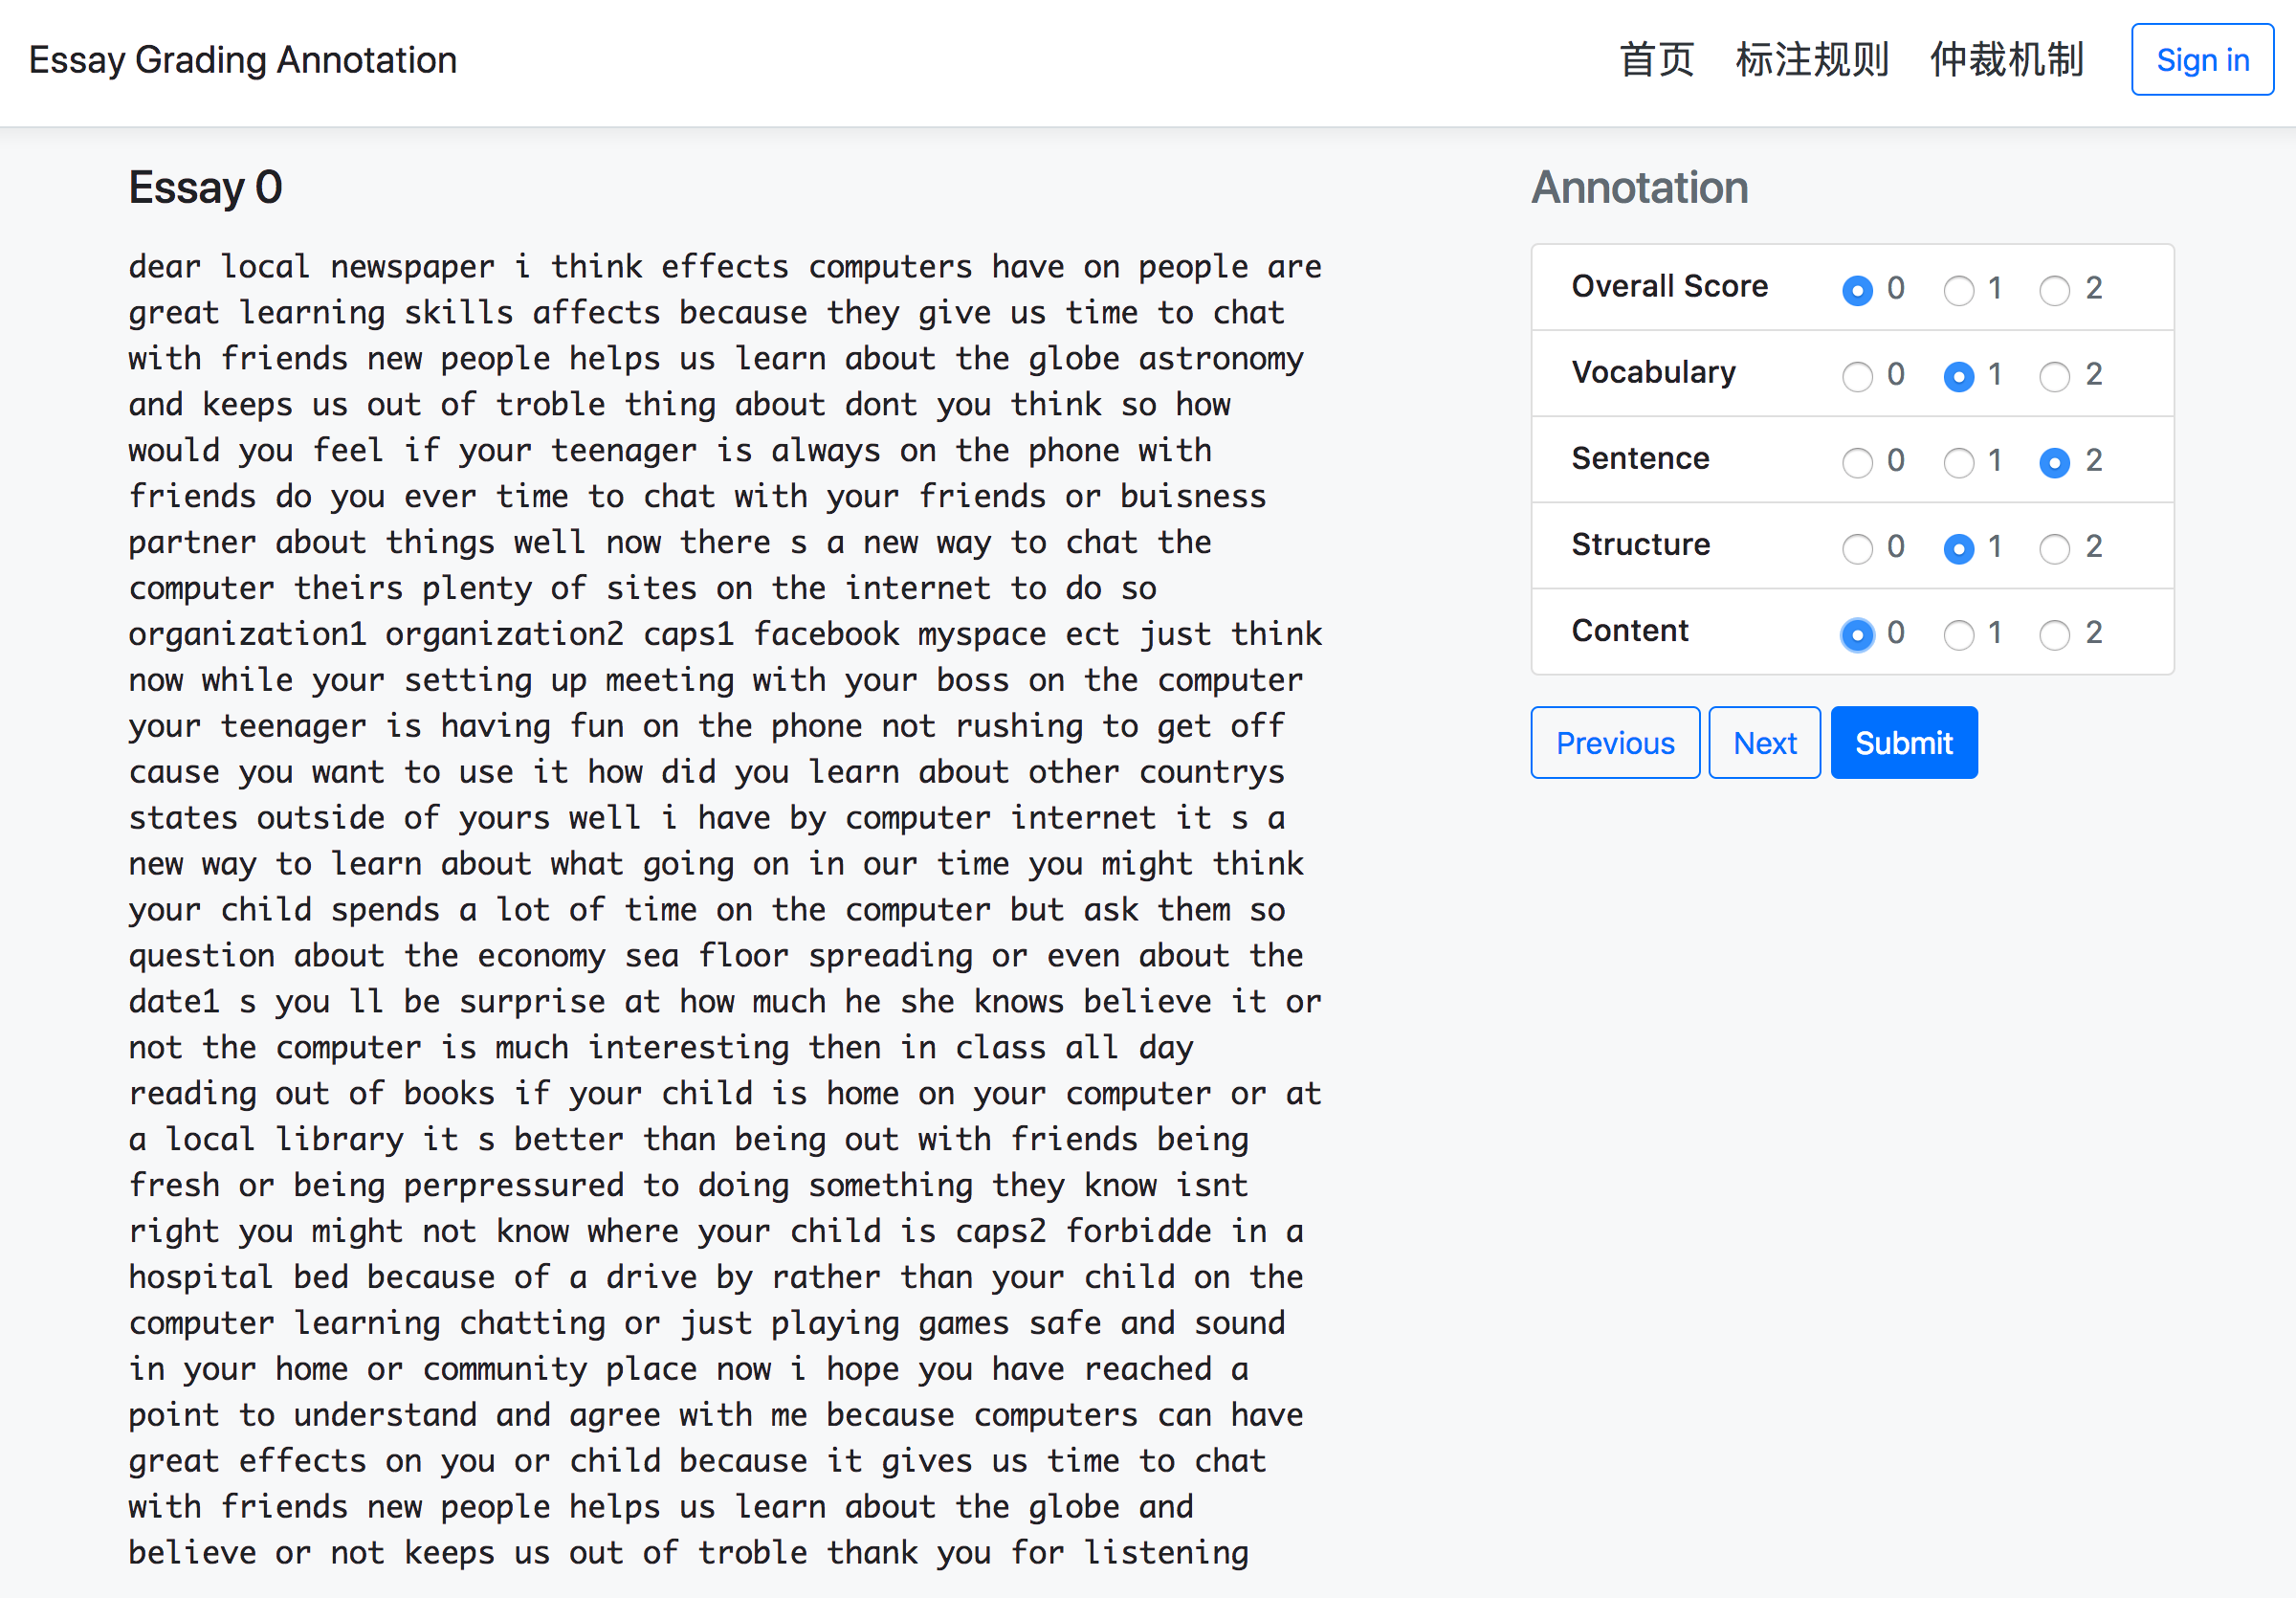 Essay Grading Annotation
首页 标注规则 仲裁机制 Sign in
Essay 0
dear local newspaper i think effects computers have on people are
great learning skills affects because they give us time to chat
with friends new people helps us learn about the globe astronomy
and keeps us out of troble thing about dont you think so how
would you feel if your teenager is always on the phone with
friends do you ever time to chat with your friends or buisness
partner about things well now there s a new way to chat the
computer theirs plenty of sites on the internet to do so
organization1 organization2 caps1 facebook myspace ect just think
now while your setting up meeting with your boss on the computer
your teenager is having fun on the phone not rushing to get off
cause you want to use it how did you learn about other countrys
states outside of yours well i have by computer internet it s a
new way to learn about what going on in our time you might think
your child spends a lot of time on the computer but ask them so
question about the economy sea floor spreading or even about the
date1 s you ll be surprise at how much he she knows believe it or
not the computer is much interesting then in class all day
reading out of books if your child is home on your computer or at
a local library it s better than being out with friends being
fresh or being perpressured to doing something they know isnt
right you might not know where your child is caps2 forbidde in a
hospital bed because of a drive by rather than your child on the
computer learning chatting or just playing games safe and sound
in your home or community place now i hope you have reached a
point to understand and agree with me because computers can have
great effects on you or child because it gives us time to chat
with friends new people helps us learn about the globe and
believe or not keeps us out of troble thank you for listening
Annotation
Overall Score 0 1 2
Vocabulary 0 1 2
Sentence 0 1 2
Structure 0 1 2
Content 0 1 2
Previous Next Submit